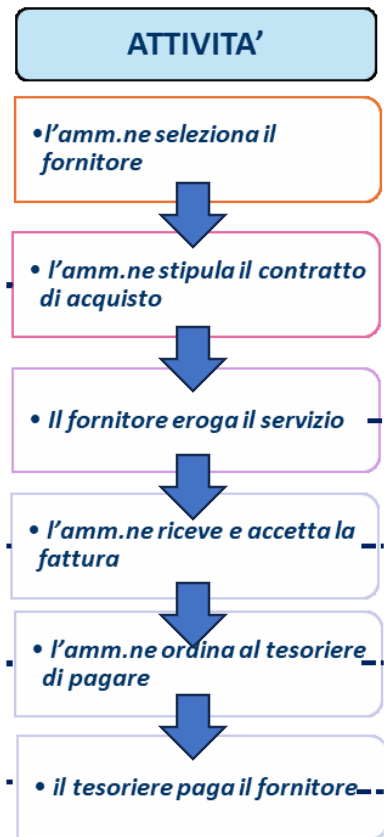 ATTIVITA’
•l’amm.ne seleziona il
fornitore
• l’amm.ne stipula il contratto
di acquisto
• Il fornitore eroga il servizio
• l’amm.ne riceve e accetta la
fattura
• l’amm.ne ordina al tesoriere
di pagare
• il tesoriere paga il fornitore